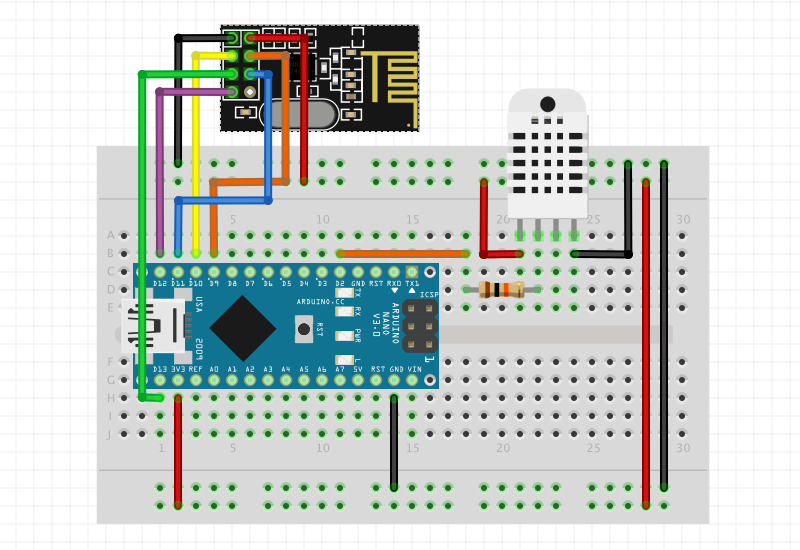 5 10 15 20 25 30
A
B
C
D
E
D12 D11 D10 D9 D8 D7 D6 D5 D4 D3 D2 GND RST RX0 TX1
TX
RX
PWR
L
USA
2009
RST
ARDUINO.CC
ARDUINO
NANO
V3.0
ICSP
1
D13 3V3 REF A0 A1 A2 A3 A4 A5 A6 A7 5V RST GND VIN
F
G
H
I
J
1 5 10 15 20 25 30